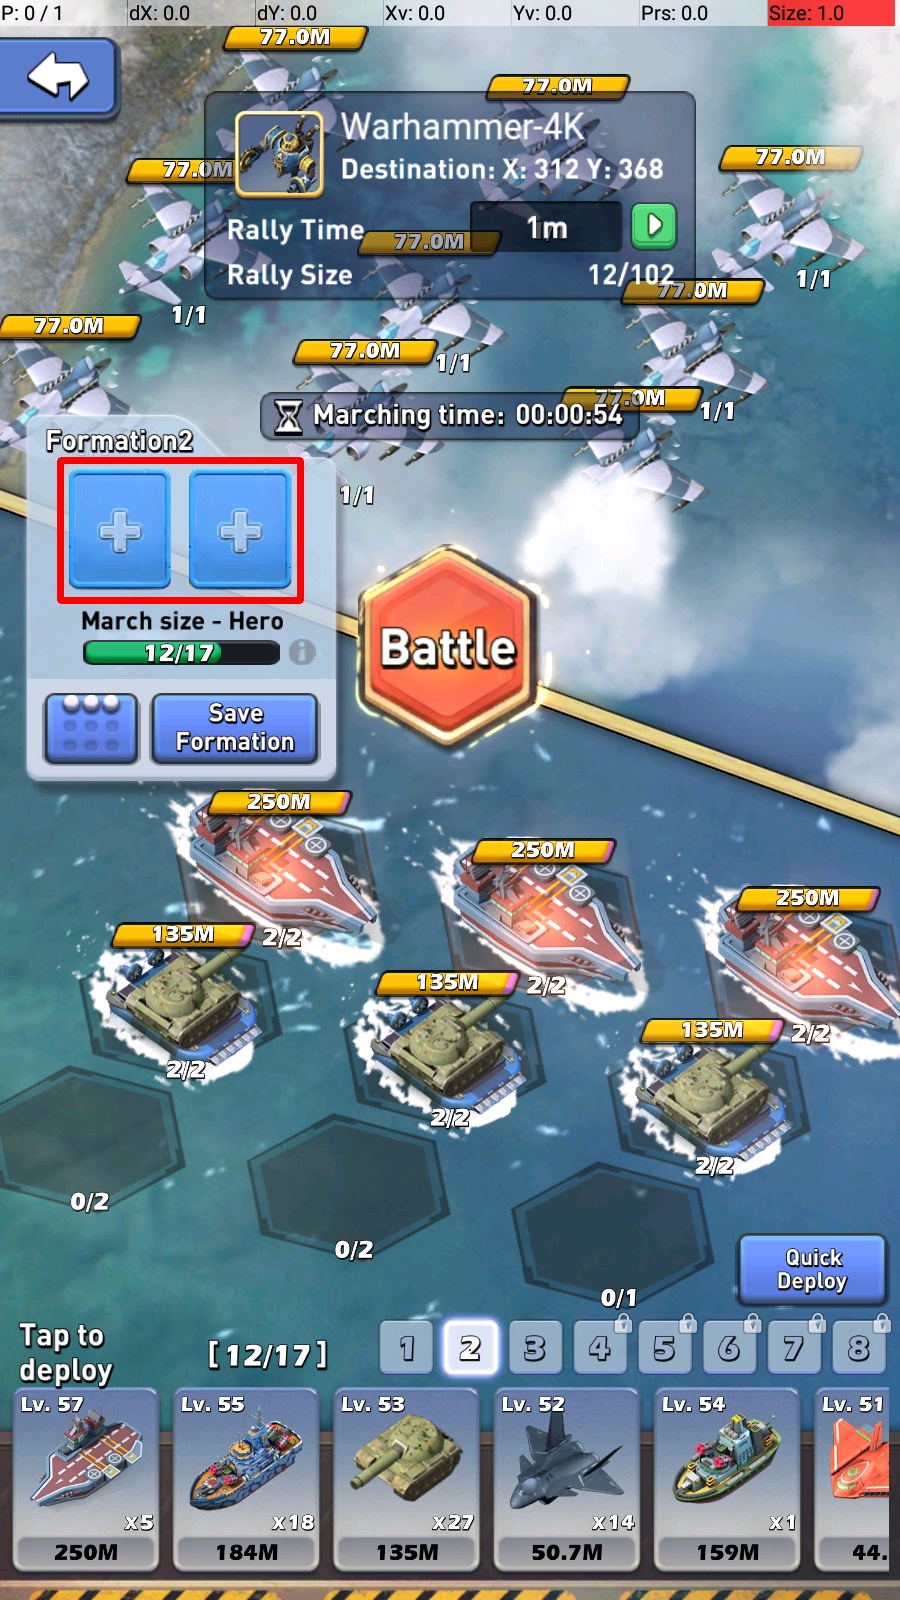 P: 0 / 1 dX: 0.0 dY: 0.0 Xv: 0.0 Yv: 0.0 Prs: 0.0 Size: 1.0
77.0M
77.0M
Warhammer-4K
77.0M
77.0M
Destination: X: 312 Y: 368
Rally Time 1m
77.0M
Rally Size 12/102
1/1
77.0M
1/1
77.0M
77.0M
1/1
77.0M
1/1
Marching time: 00:00:54
Formation2
1/1
March size - Hero
12/17
Battle
Save
Formation
250M
250M
250M
135M
2/2
135M
2/2
135M
2/2
2/2
2/2
2/2
0/2
0/2
0/1
Quick
Deploy
Tap to
deploy
[12/17]
1 2 3 4 5 6 7 8
Lv. 57 Lv. 55 Lv. 53 Lv. 52 Lv. 54 Lv. 51
x5 x18 x27 x14 x1
250M 184M 135M 50.7M 159M 44.